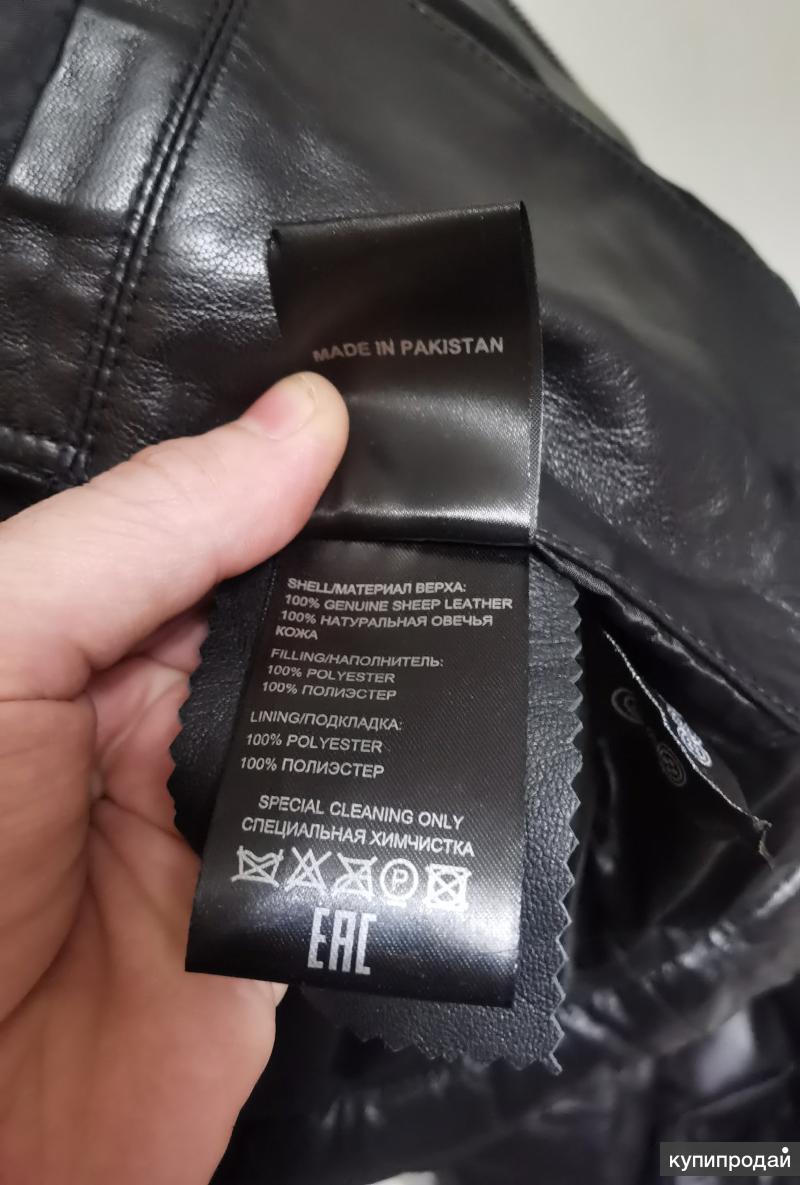 MADE IN PAKISTAN
SHELL/МАТЕРИАЛ ВЕРХА:
100% GENUINE SHEEP LEATHER
100% НАТУРАЛЬНАЯ ОВЕЧЬЯ
КОЖА
FILLING/НАПОЛНИТЕЛЬ:
100% POLYESTER
100% ПОЛИЭСТЕР
LINING/ПОДКЛАДКА:
100% POLYESTER
100% ПОЛИЭСТЕР
SPECIAL CLEANING ONLY
СПЕЦИАЛЬНАЯ ХИМЧИСТКА
P
EAC
купипродай